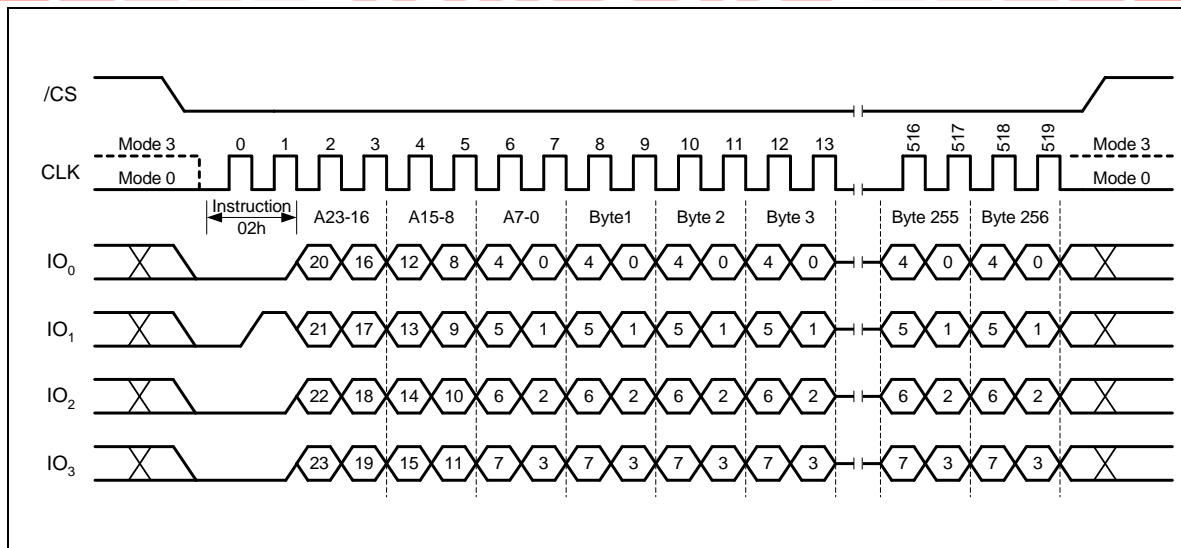 /CS
Mode 3 0 1 2 3 4 5 6 7 8 9 10 11 12 13 516 517 518 519 Mode 3
CLK
Mode 0 Mode 0
Instruction A23-16 A15-8 A7-0 Byte1 Byte 2 Byte 3 Byte 255 Byte 256
02h
IO0 20 16 12 8 4 0 4 0 4 0 4 0 4 0 4 0
IO1 21 17 13 9 5 1 5 1 5 1 5 1 5 1 5 1
IO2 22 18 14 10 6 2 6 2 6 2 6 2 6 2 6 2
IO3 23 19 15 11 7 3 7 3 7 3 7 3 7 3 7 3